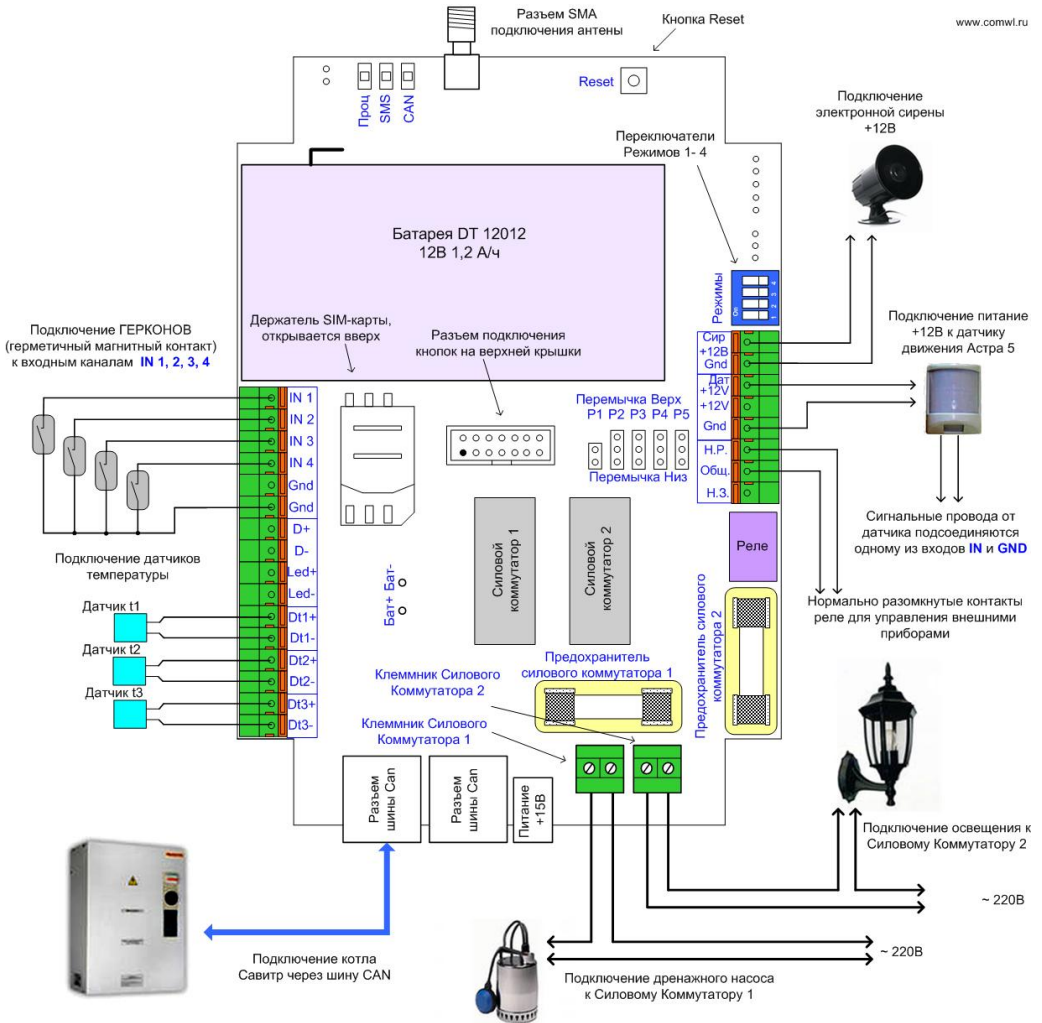 Разъем SMA
подключения антены
Кнопка Reset
www.comwl.ru
Reset
Проц
SMS
CAN
Подключение
электронной сирены
+12В
Переключатели
Режимов 1- 4
Батарея DT 12012
12В 1,2 А/ч
Режимы
On
1 2 3 4
Подключение ГЕРКОНОВ
(герметичный магнитный контакт)
к входным каналам IN 1, 2, 3, 4
Держатель SIM-карты,
открывается вверх
Разъем подключения
кнопок на верхней крышки
Подключение питание
+12В к датчику
движения Астра 5
Сир
+12В
Gnd
Дат
+12V
+12V
Gnd
Н.Р.
Общ.
Н.З.
IN 1
IN 2
IN 3
IN 4
Gnd
Gnd
D+
D-
Led+
Led-
Dt1+
Dt1-
Dt2+
Dt2-
Dt3+
Dt3-
Перемычка Верх
P1 P2 P3 P4 P5
Перемычка Низ
Силовой
коммутатор 1
Силовой
коммутатор 2
Реле
Сигнальные провода от
датчика подсоединяются
одному из входов IN и GND
Подключение датчиков
температуры
Бат+ Бат-
Датчик t1
Датчик t2
Датчик t3
Нормально разомкнутые контакты
реле для управления внешними
приборами
Предохранитель
силового коммутатора 1
Предохранитель силового
коммутатора 2
Клеммник Силового
Коммутатора 2
Клеммник Силового
Коммутатора 1
Разъем
шины Can
Разъем
шины Can
Питание
+15В
Подключение освещения к
Силовому Коммутатору 2
~ 220В
~ 220В
Подключение котла
Савитр через шину CAN
Подключение дренажного насоса
к Силовому Коммутатору 1